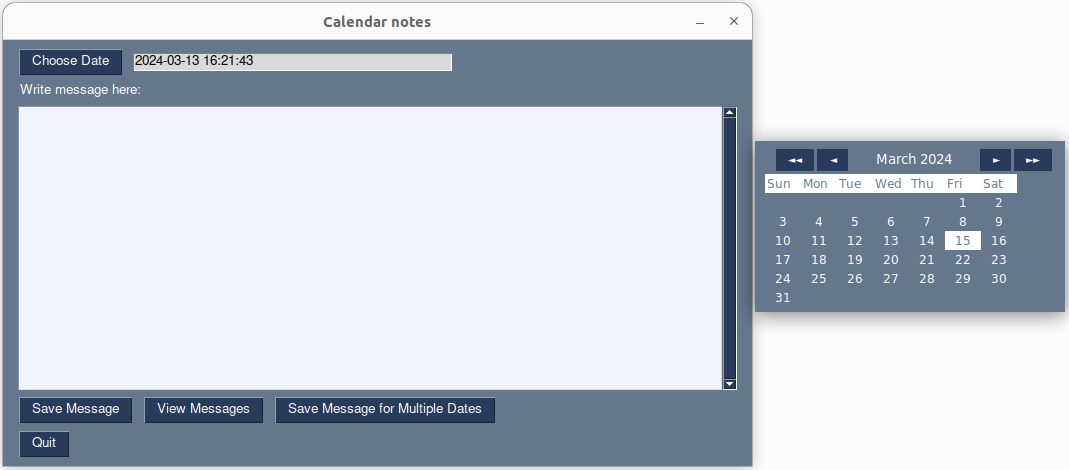 Calendar notes
Choose Date 2024-03-13 16:21:43
Write message here:
Save Message View Messages Save Message for Multiple Dates
Quit
◄◄ ◄ March 2024 ► ►►
Sun Mon Tue Wed Thu Fri Sat
1 2
3 4 5 6 7 8 9
10 11 12 13 14 15 16
17 18 19 20 21 22 23
24 25 26 27 28 29 30
31